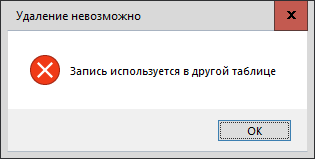 Удаление невозможно
Запись используется в другой таблице
OK